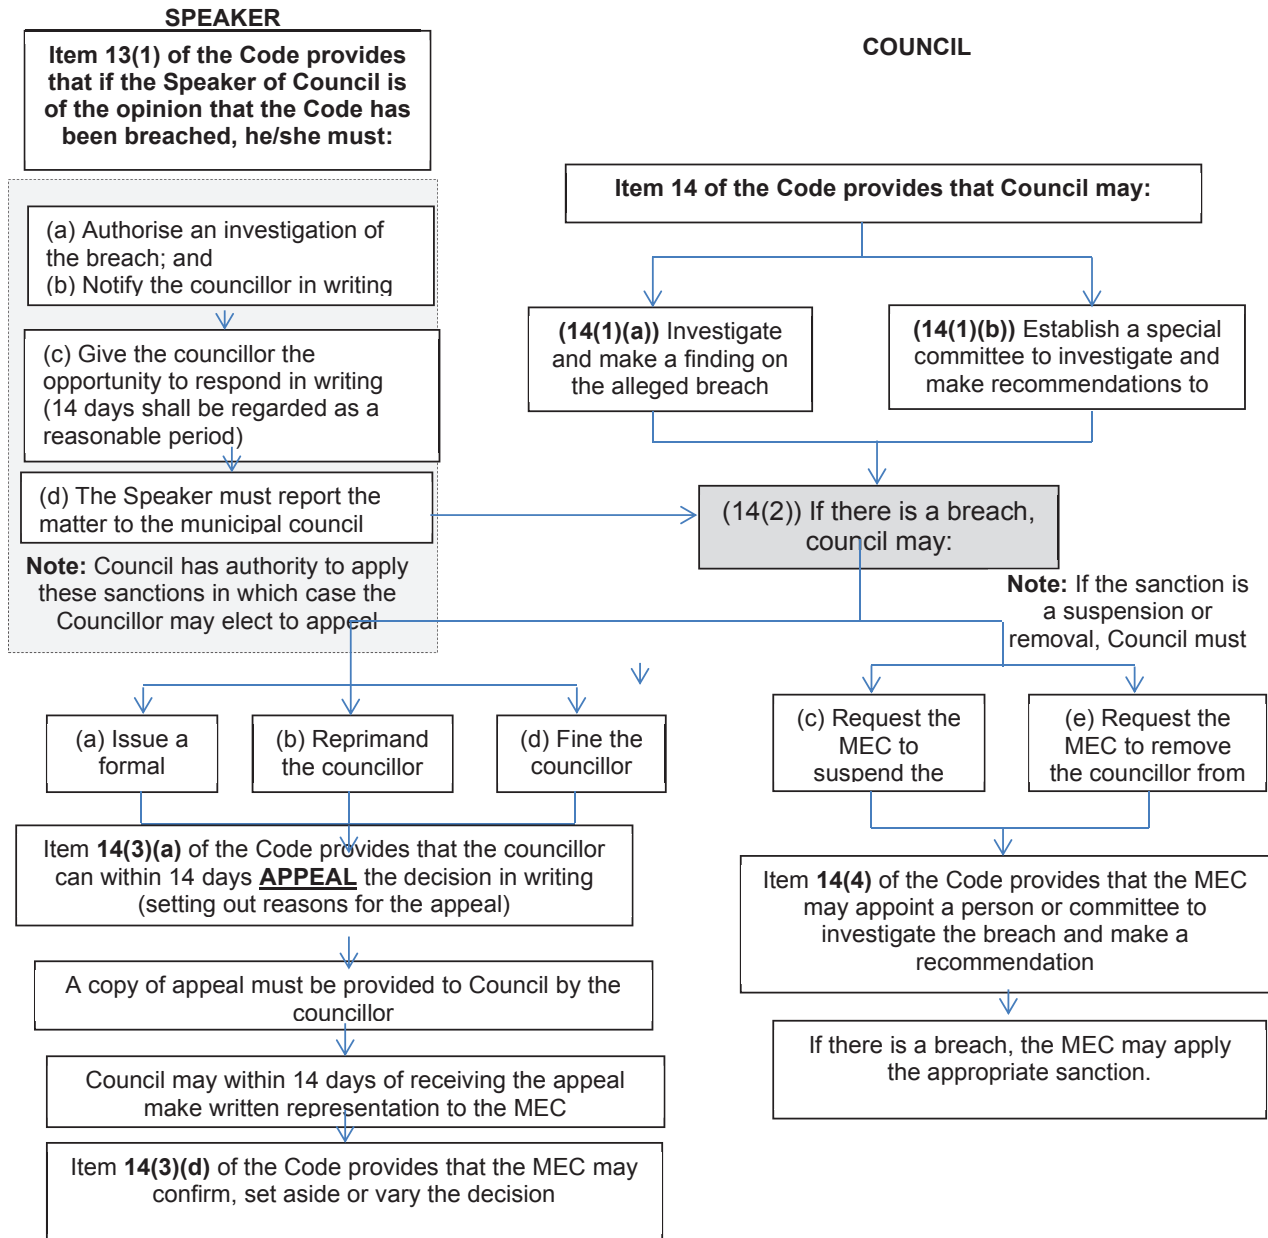 SPEAKER
Item 13(1) of the Code provides
that if the Speaker of Council is
of the opinion that the Code has
been breached, he/she must:
COUNCIL
Item 14 of the Code provides that Council may:
(a) Authorise an investigation of
the breach; and
(b) Notify the councillor in writing
(c) Give the councillor the
opportunity to respond in writing
(14 days shall be regarded as a
reasonable period)
(d) The Speaker must report the
matter to the municipal council
Note: Council has authority to apply
these sanctions in which case the
Councillor may elect to appeal
(14(1)(a)) Investigate
and make a finding on
the alleged breach
(14(1)(b)) Establish a special
committee to investigate and
make recommendations to
(14(2)) If there is a breach,
council may:
Note: If the sanction is
a suspension or
removal, Council must
(a) Issue a
formal
(b) Reprimand
the councillor
(d) Fine the
councillor
(c) Request the
MEC to
suspend the
(e) Request the
MEC to remove
the councillor from
Item 14(3)(a) of the Code provides that the councillor
can within 14 days APPEAL the decision in writing
(setting out reasons for the appeal)
A copy of appeal must be provided to Council by the
councillor
Council may within 14 days of receiving the appeal
make written representation to the MEC
Item 14(3)(d) of the Code provides that the MEC may
confirm, set aside or vary the decision
Item 14(4) of the Code provides that the MEC
may appoint a person or committee to
investigate the breach and make a
recommendation
If there is a breach, the MEC may apply
the appropriate sanction.